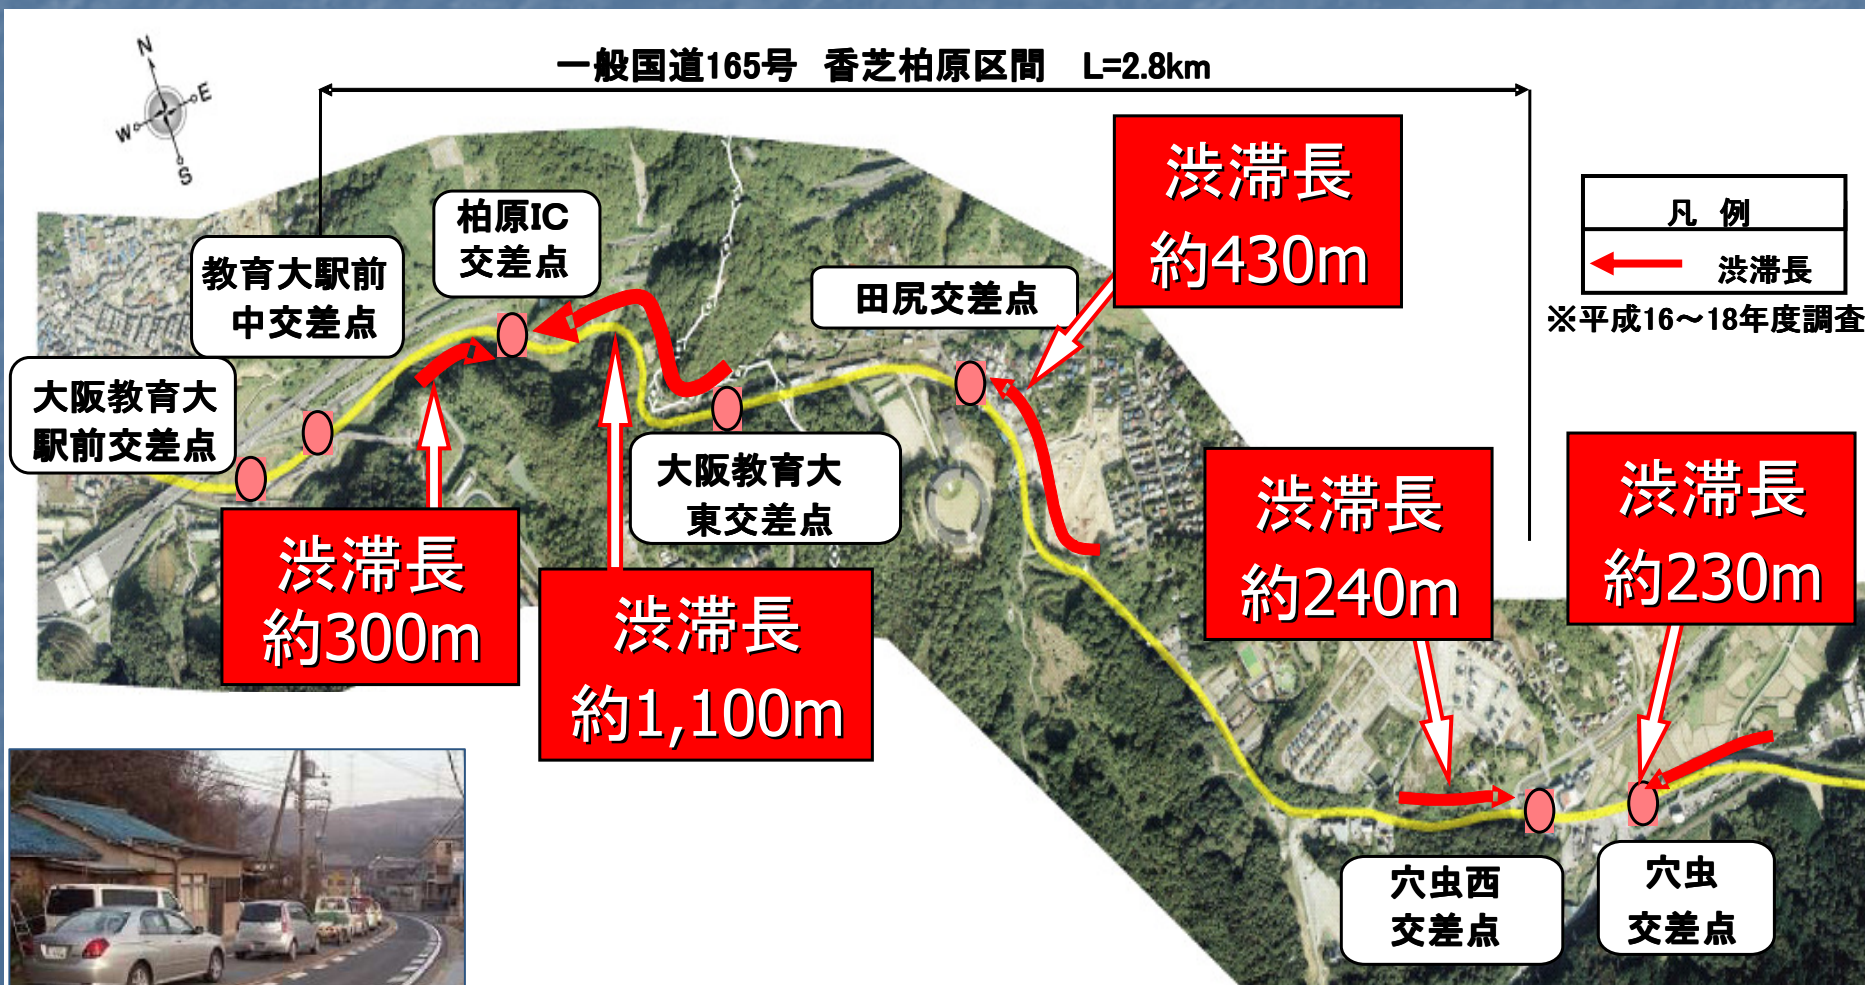 一般国道165号 香芝柏原区間 L=2.8km
N
E
W
S
渋滞長
約430m
凡 例
渋滞長
※平成16~18年度調査
柏原IC
交差点
教育大駅前
中交差点
田尻交差点
大阪教育大
駅前交差点
大阪教育大
東交差点
渋滞長
約300m
渋滞長
約1,100m
渋滞長
約240m
渋滞長
約230m
穴虫西
交差点
穴虫
交差点